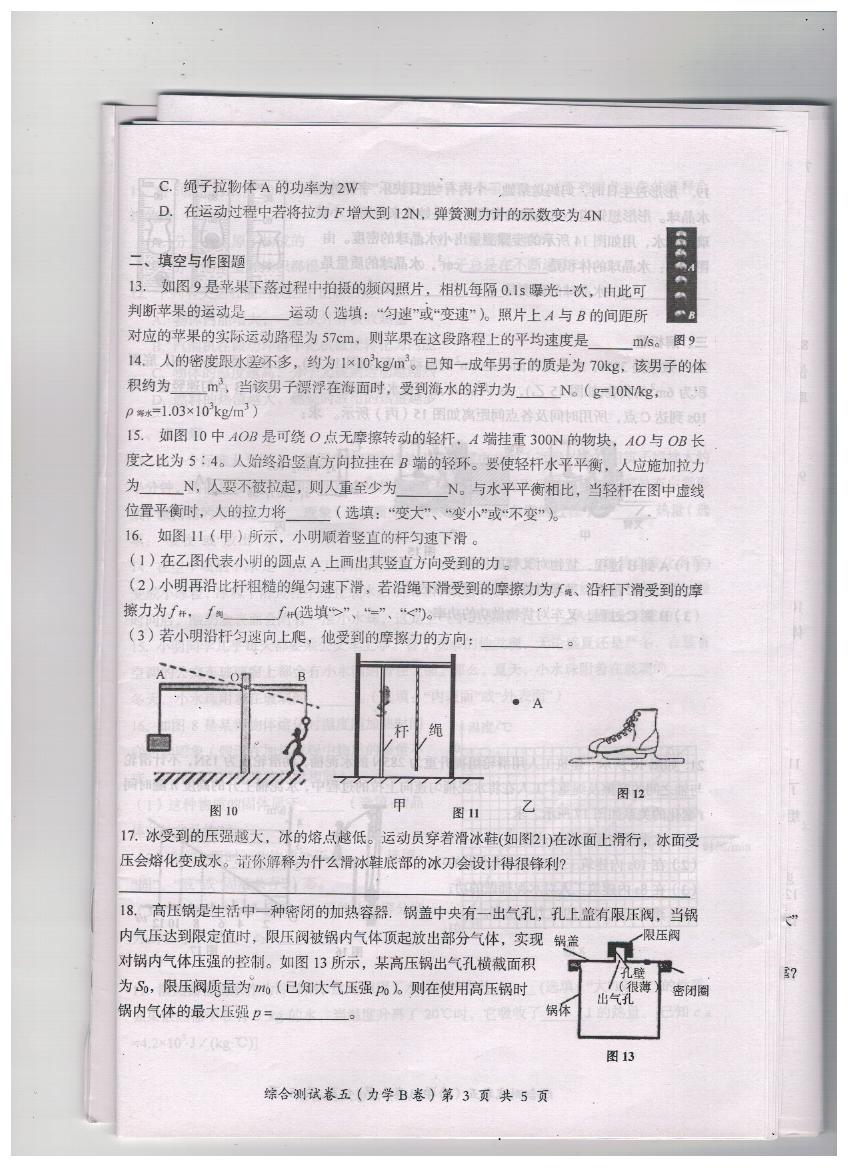 C. 绳子拉物体 A 的功率为 2W
D. 在运动过程中若将拉力 F 增大到 12N，弹簧测力计的示数变为 4N
二、填空与作图题
13. 如图 9 是苹果下落过程中拍摄的频闪照片，相机每隔 0.1s 曝光一次，由此可
判断苹果的运动是______运动（选填：“匀速”或“变速”）。照片上 A 与 B 的间距所
对应的苹果的实际运动路程为 57cm，则苹果在这段路程上的平均速度是______m/s。
A
B
图 9
14. 人的密度跟水差不多，约为 1×10³kg/m³。已知一成年男子的质是为 70kg，该男子的体
积约为_____m³，当该男子漂浮在海面时，受到海水的浮力为______N。（g=10N/kg，
ρ海水=1.03×10³kg/m³）
15. 如图 10 中 AOB 是可绕 O 点无摩擦转动的轻杆，A 端挂重 300N 的物块，AO 与 OB 长
度之比为 5∶4。人始终沿竖直方向拉挂在 B 端的轻环。要使轻杆水平平衡，人应施加拉力
为______N，人要不被拉起，则人重至少为_______N。与水平平衡相比，当轻杆在图中虚线
位置平衡时，人的拉力将______（选填：“变大”、“变小”或“不变”）。
16. 如图 11（甲）所示，小明顺着竖直的杆匀速下滑 。
（1）在乙图代表小明的圆点 A 上画出其竖直方向受到的力 。
（2）小明再沿比杆粗糙的绳匀速下滑，若沿绳下滑受到的摩擦力为 f绳、沿杆下滑受到的摩
擦力为 f杆， f绳________f杆(选填“>”、“=”、“<”)。
（3）若小明沿杆匀速向上爬，他受到的摩擦力的方向：____________ 。
A O B
杆 绳
A
图 10
甲 图 11 乙
图 12
17. 冰受到的压强越大，冰的熔点越低。运动员穿着滑冰鞋(如图21)在冰面上滑行，冰面受
压会熔化变成水。请你解释为什么滑冰鞋底部的冰刀会设计得很锋利?
18. 高压锅是生活中一种密闭的加热容器. 锅盖中央有一出气孔，孔上盖有限压阀，当锅
内气压达到限定值时，限压阀被锅内气体顶起放出部分气体，实现
对锅内气体压强的控制。如图 13 所示，某高压锅出气孔横截面积
为 S₀，限压阀质量为 m₀（已知大气压强 p₀）。则在使用高压锅时
锅内气体的最大压强 p = ___________。
锅盖 限压阀
孔壁
（很薄）
密闭圈
出气孔
锅体
图 13
综合测试卷五（力学 B 卷）第 3 页 共 5 页